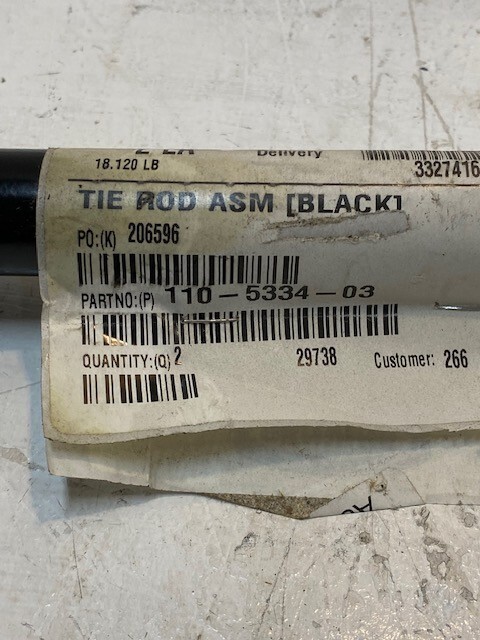 2 EA Delivery
18.120 LB 3327416
TIE ROD ASM [BLACK]
PO:(K) 206596
PARTNO:(P) 110-5334-03
QUANTITY:(Q) 2 29738 Customer: 266